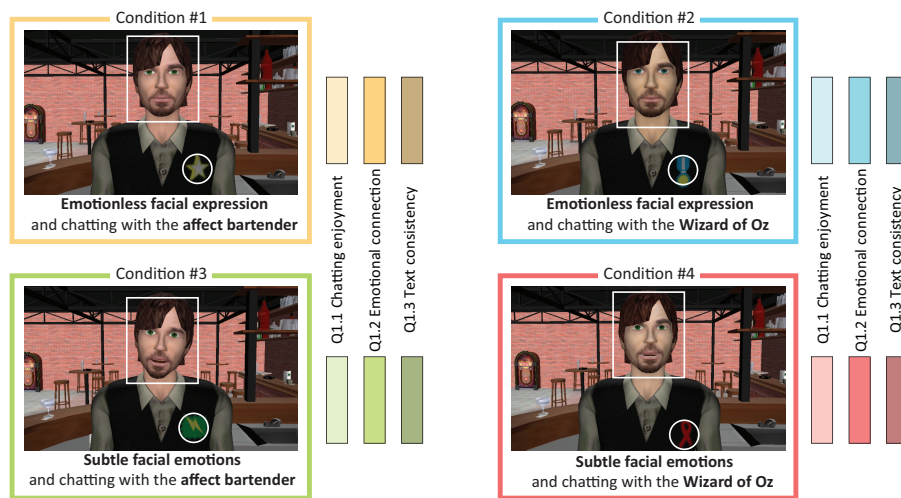 Condition #1
Emotionless facial expression
and chatting with the affect bartender
Q1.1 Chatting enjoyment
Q1.2 Emotional connection
Q1.3 Text consistency
Condition #2
Emotionless facial expression
and chatting with the Wizard of Oz
Q1.1 Chatting enjoyment
Q1.2 Emotional connection
Q1.3 Text consistency
Condition #3
Subtle facial emotions
and chatting with the affect bartender
Condition #4
Subtle facial emotions
and chatting with the Wizard of Oz